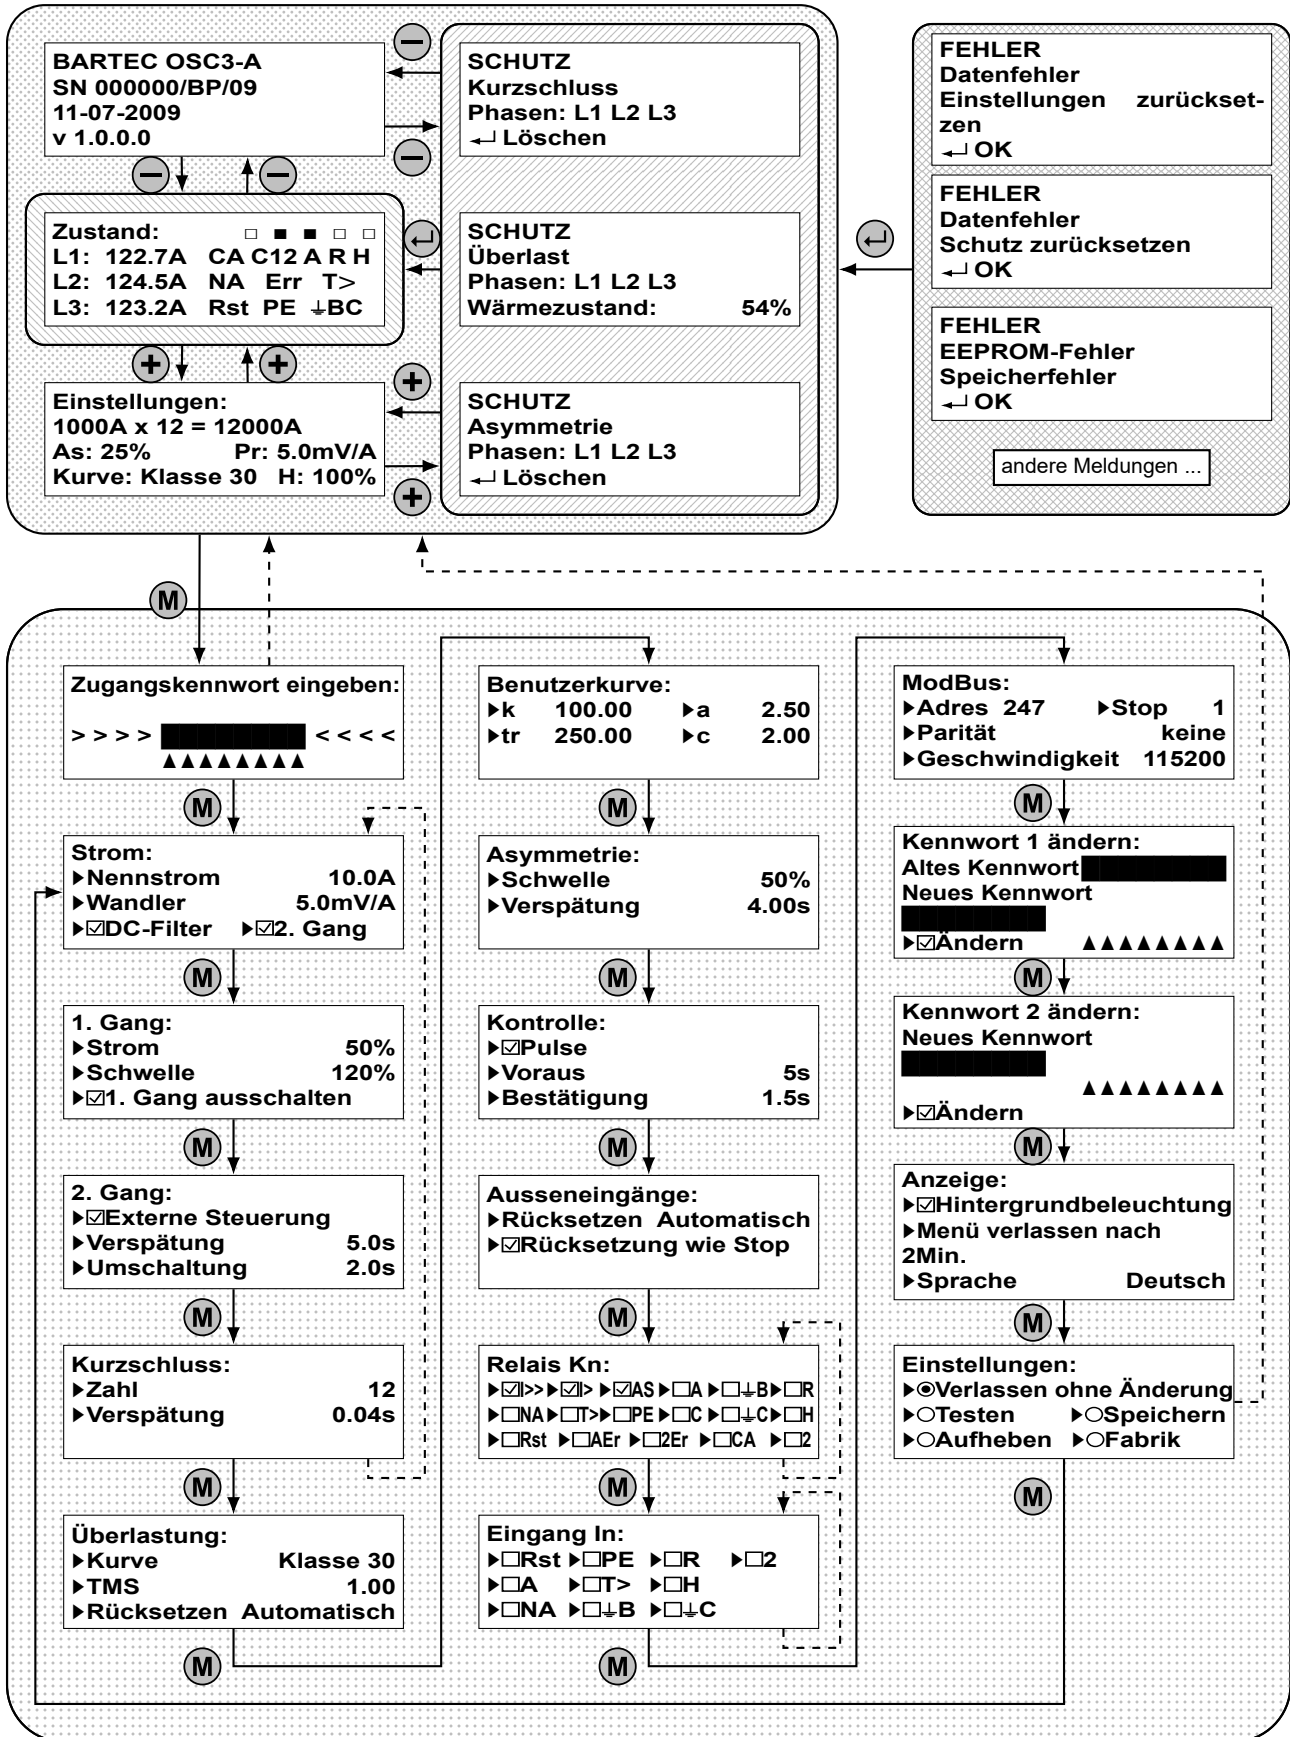 BARTEC OSC3-A
SN 000000/BP/09
11-07-2009
v 1.0.0.0
SCHUTZ
Kurzschluss
Phasen: L1 L2 L3
↵ Löschen
FEHLER
Datenfehler
Einstellungen zurückset-
zen
↵ OK
Zustand: □ ■ ■ □ □
L1: 122.7A CA C12 A R H
L2: 124.5A NA Err T>
L3: 123.2A Rst PE ⏚BC
SCHUTZ
Überlast
Phasen: L1 L2 L3
Wärmezustand: 54%
FEHLER
Datenfehler
Schutz zurücksetzen
↵ OK
Einstellungen:
1000A x 12 = 12000A
As: 25% Pr: 5.0mV/A
Kurve: Klasse 30 H: 100%
SCHUTZ
Asymmetrie
Phasen: L1 L2 L3
↵ Löschen
FEHLER
EEPROM-Fehler
Speicherfehler
↵ OK
andere Meldungen ...
M
Zugangskennwort eingeben:
> > > > ████████ < < < <
▲▲▲▲▲▲▲▲
M
Strom:
▶Nennstrom 10.0A
▶Wandler 5.0mV/A
▶☑DC-Filter ▶☑2. Gang
M
1. Gang:
▶Strom 50%
▶Schwelle 120%
▶☑1. Gang ausschalten
M
2. Gang:
▶☑Externe Steuerung
▶Verspätung 5.0s
▶Umschaltung 2.0s
M
Kurzschluss:
▶Zahl 12
▶Verspätung 0.04s
M
Überlastung:
▶Kurve Klasse 30
▶TMS 1.00
▶Rücksetzen Automatisch
M
Benutzerkurve:
▶k 100.00 ▶a 2.50
▶tr 250.00 ▶c 2.00
M
Asymmetrie:
▶Schwelle 50%
▶Verspätung 4.00s
M
Kontrolle:
▶☑Pulse
▶Voraus 5s
▶Bestätigung 1.5s
M
Ausseneingänge:
▶Rücksetzen Automatisch
▶☑Rücksetzung wie Stop
M
Relais Kn:
▶☑I>>▶☑I> ▶☑AS ▶□A ▶□⏚B▶□R
▶□NA▶□T>▶□PE ▶□C ▶□⏚C▶□H
▶□Rst ▶□AEr ▶□2Er ▶□CA ▶□2
M
Eingang In:
▶□Rst ▶□PE ▶□R ▶□2
▶□A ▶□T> ▶□H
▶□NA ▶□⏚B ▶□⏚C
M
ModBus:
▶Adres 247 ▶Stop 1
▶Parität keine
▶Geschwindigkeit 115200
M
Kennwort 1 ändern:
Altes Kennwort████████
Neues Kennwort
████████
▶☑Ändern ▲▲▲▲▲▲▲▲
M
Kennwort 2 ändern:
Neues Kennwort
████████
▲▲▲▲▲▲▲▲
▶☑Ändern
M
Anzeige:
▶☑Hintergrundbeleuchtung
▶Menü verlassen nach
2Min.
▶Sprache Deutsch
M
Einstellungen:
▶◉Verlassen ohne Änderung
▶○Testen ▶○Speichern
▶○Aufheben ▶○Fabrik
M